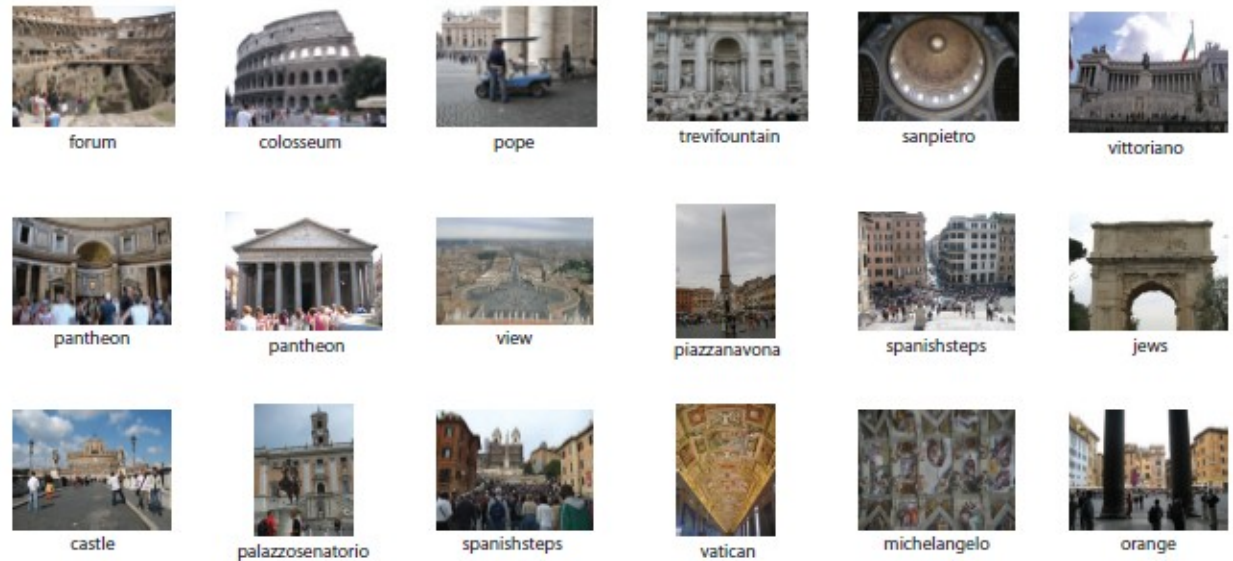 forum
colosseum
pope
trevifountain
sanpietro
vittoriano
pantheon
pantheon
view
piazzanavona
spanishsteps
jews
castle
palazzosenatorio
spanishsteps
vatican
michelangelo
orange